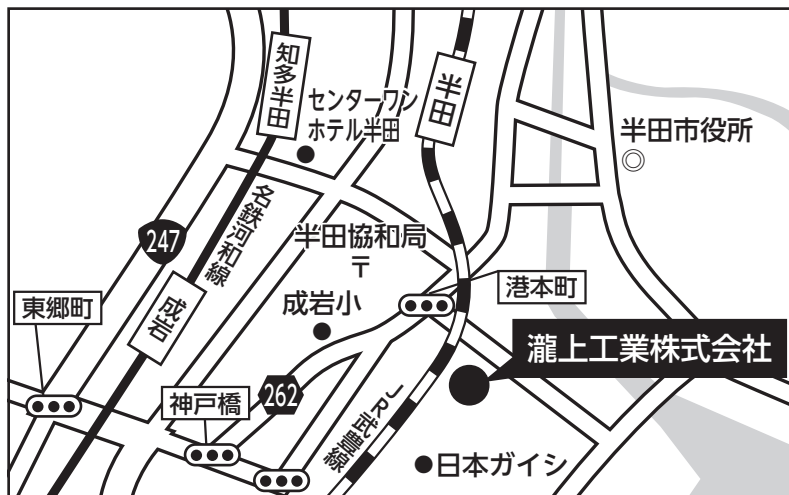 知多半田
センターワン
ホテル半田
半田
半田市役所
名鉄河和線
247
半田協和局
〒
港本町
成岩
東郷町
成岩小
瀧上工業株式会社
262
神戸橋
JR武豊線
日本ガイシ